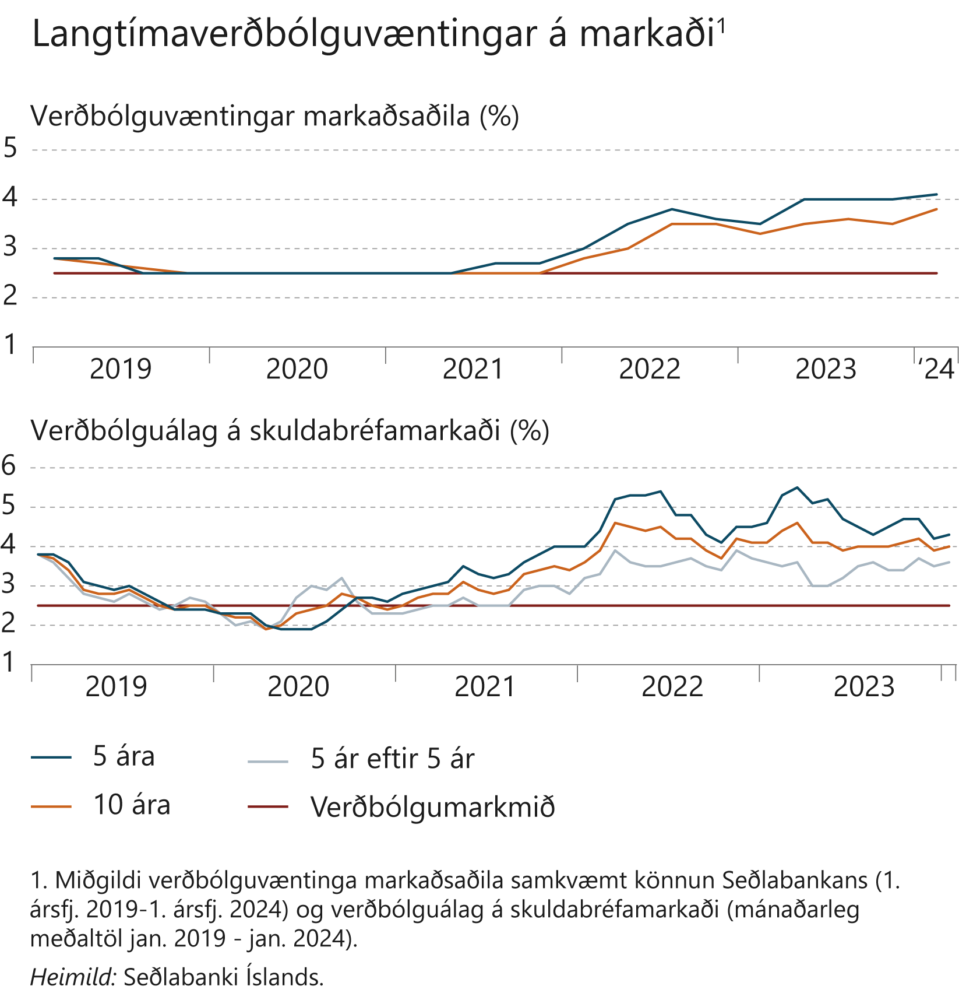 Langtímaverðbólguvæntingar á markaði¹
Verðbólguvæntingar markaðsaðila (%)
5
4
3
2
1
2019 2020 2021 2022 2023 ‘24
Verðbólguálag á skuldabréfamarkaði (%)
6
5
4
3
2
1
2019 2020 2021 2022 2023
5 ára
5 ár eftir 5 ár
10 ára
Verðbólgumarkmið
1. Miðgildi verðbólguvæntinga markaðsaðila samkvæmt könnun Seðlabankans (1.
ársfj. 2019-1. ársfj. 2024) og verðbólguálag á skuldabréfamarkaði (mánaðarleg
meðaltöl jan. 2019 - jan. 2024).
Heimild: Seðlabanki Íslands.